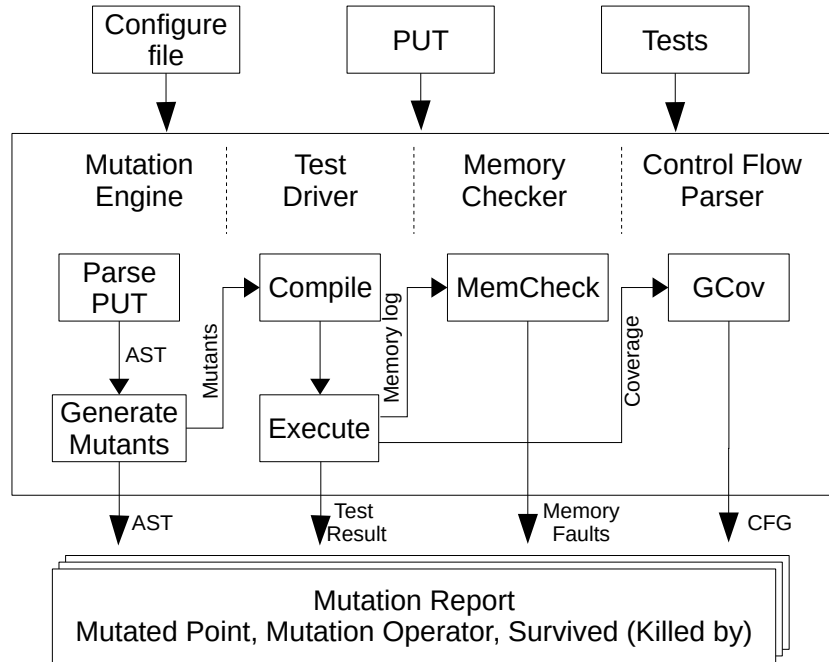 Configure
file
PUT
Tests
Mutation
Engine
Test
Driver
Memory
Checker
Control Flow
Parser
Parse
PUT
Compile
MemCheck
GCov
AST
Mutants
Memory log
Coverage
Generate
Mutants
Execute
AST
Test
Result
Memory
Faults
CFG
Mutation Report
Mutated Point, Mutation Operator, Survived (Killed by)